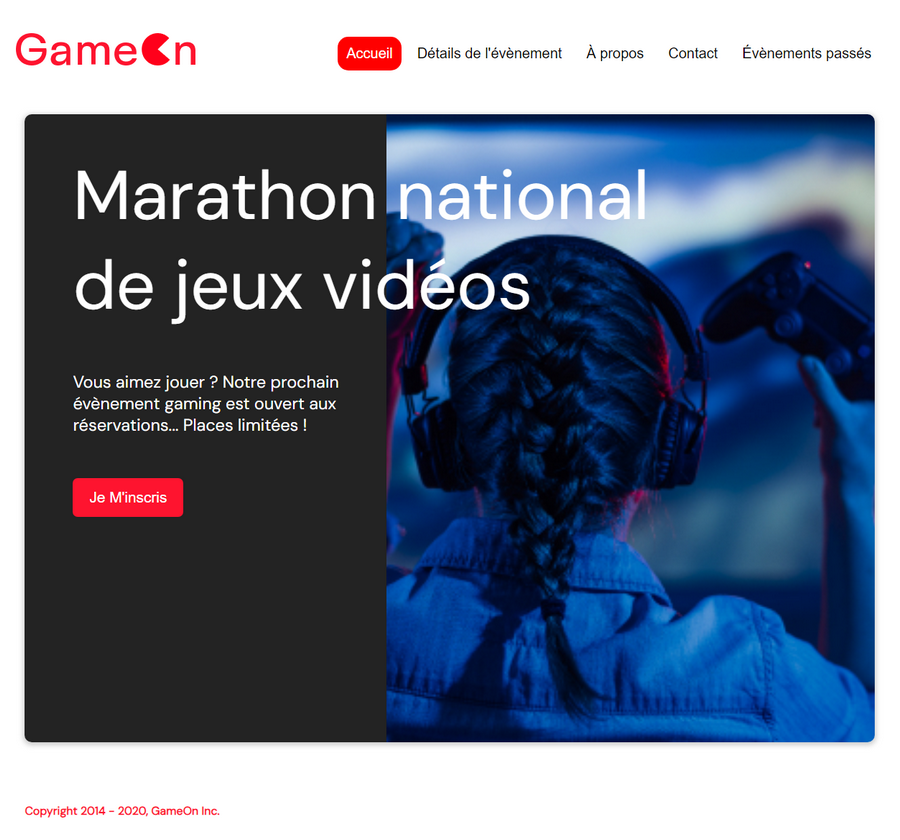 GameOn
Accueil Détails de l'évènement À propos Contact Évènements passés
Marathon national
de jeux vidéos
Vous aimez jouer ? Notre prochain
évènement gaming est ouvert aux
réservations... Places limitées !
Je M'inscris
Copyright 2014 - 2020, GameOn Inc.